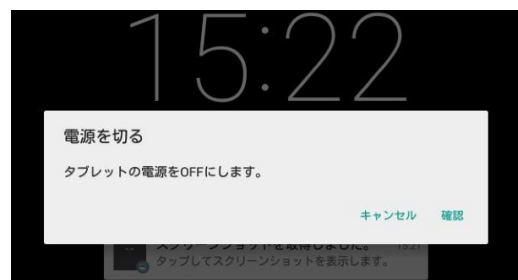 15:22
電源を切る
タブレットの電源をOFFにします。
キャンセル 確認
スクリーンショットを取得しました。 15:21
タップしてスクリーンショットを表示します。